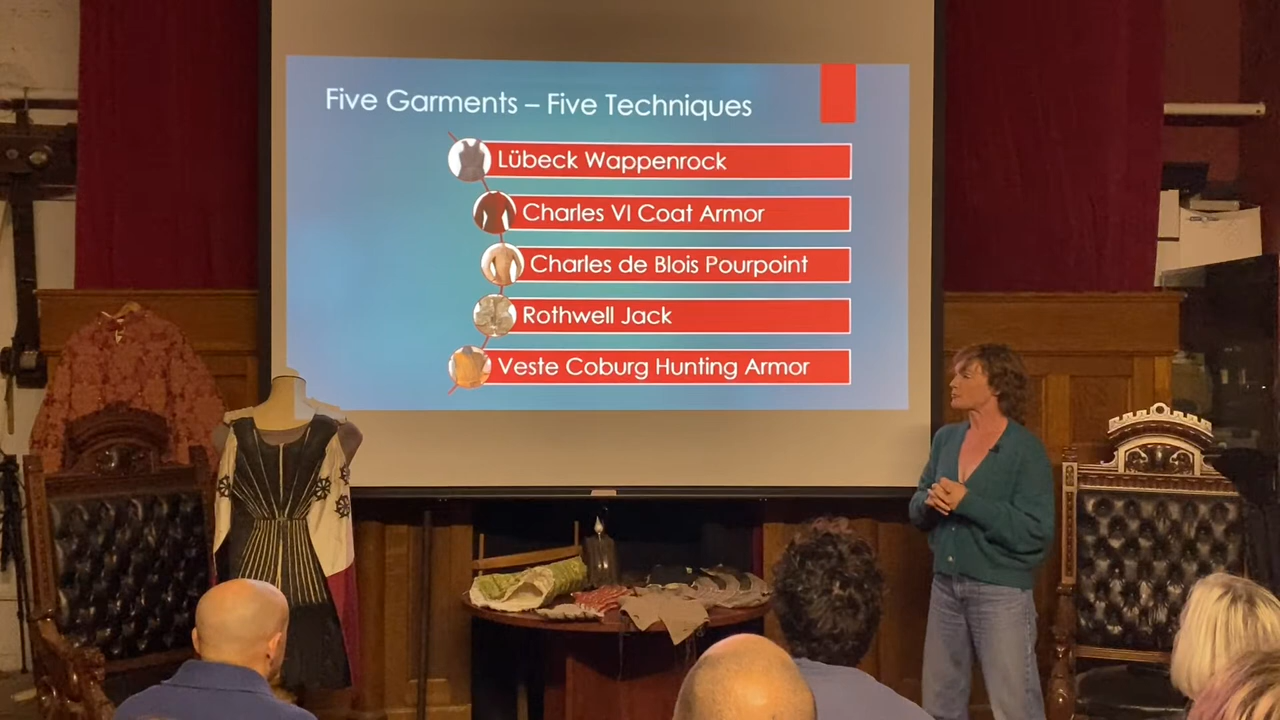 Five Garments – Five Techniques
Lübeck Wappenrock
Charles VI Coat Armor
Charles de Blois Pourpoint
Rothwell Jack
Veste Coburg Hunting Armor